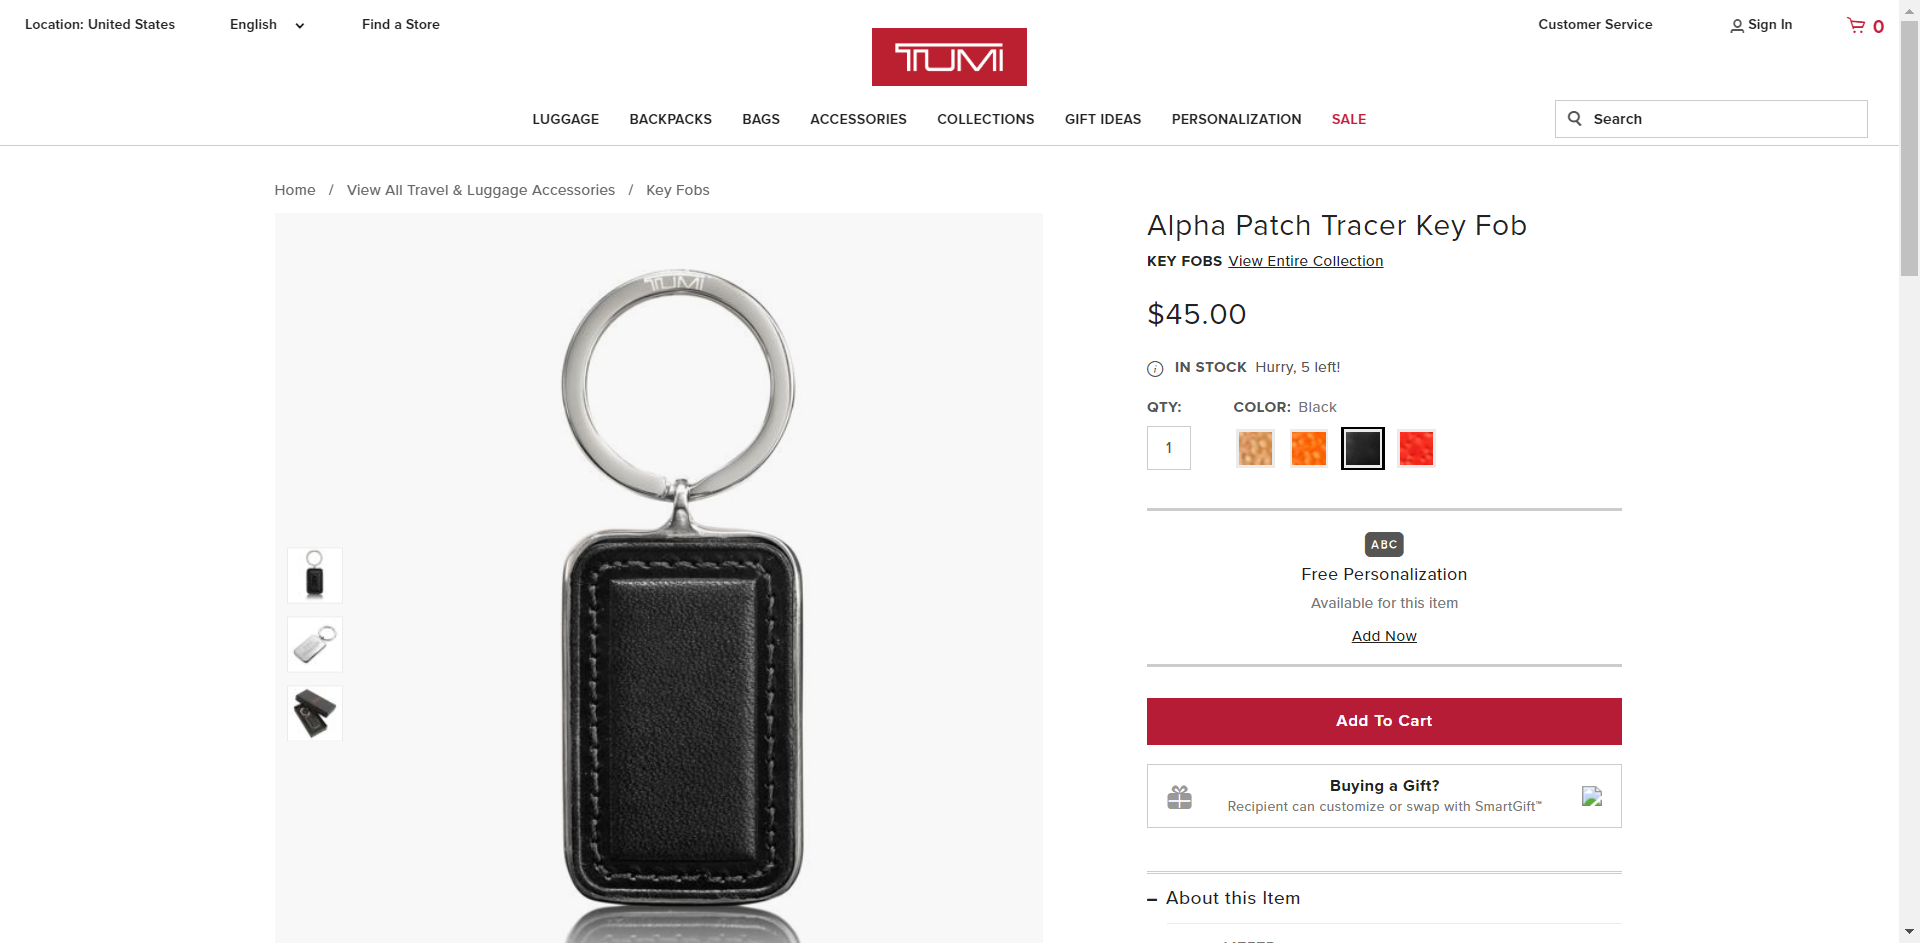 Location: United States
English
Find a Store
TUMI
Customer Service
Sign In
0
LUGGAGE
BACKPACKS
BAGS
ACCESSORIES
COLLECTIONS
GIFT IDEAS
PERSONALIZATION
SALE
Search
Home / View All Travel & Luggage Accessories / Key Fobs
TUMI
Alpha Patch Tracer Key Fob
KEY FOBS View Entire Collection
$45.00
IN STOCK Hurry, 5 left!
QTY:
COLOR: Black
1
ABC
Free Personalization
Available for this item
Add Now
Add To Cart
Buying a Gift?
Recipient can customize or swap with SmartGift™
About this Item